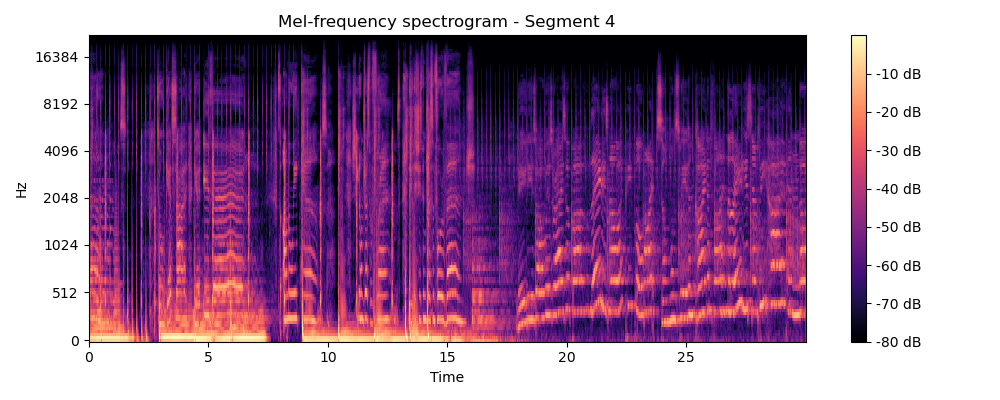 Mel-frequency spectrogram - Segment 4
Hz
16384
8192
4096
2048
1024
512
0
0 5 10 15 20 25
Time
-10 dB
-20 dB
-30 dB
-40 dB
-50 dB
-60 dB
-70 dB
-80 dB